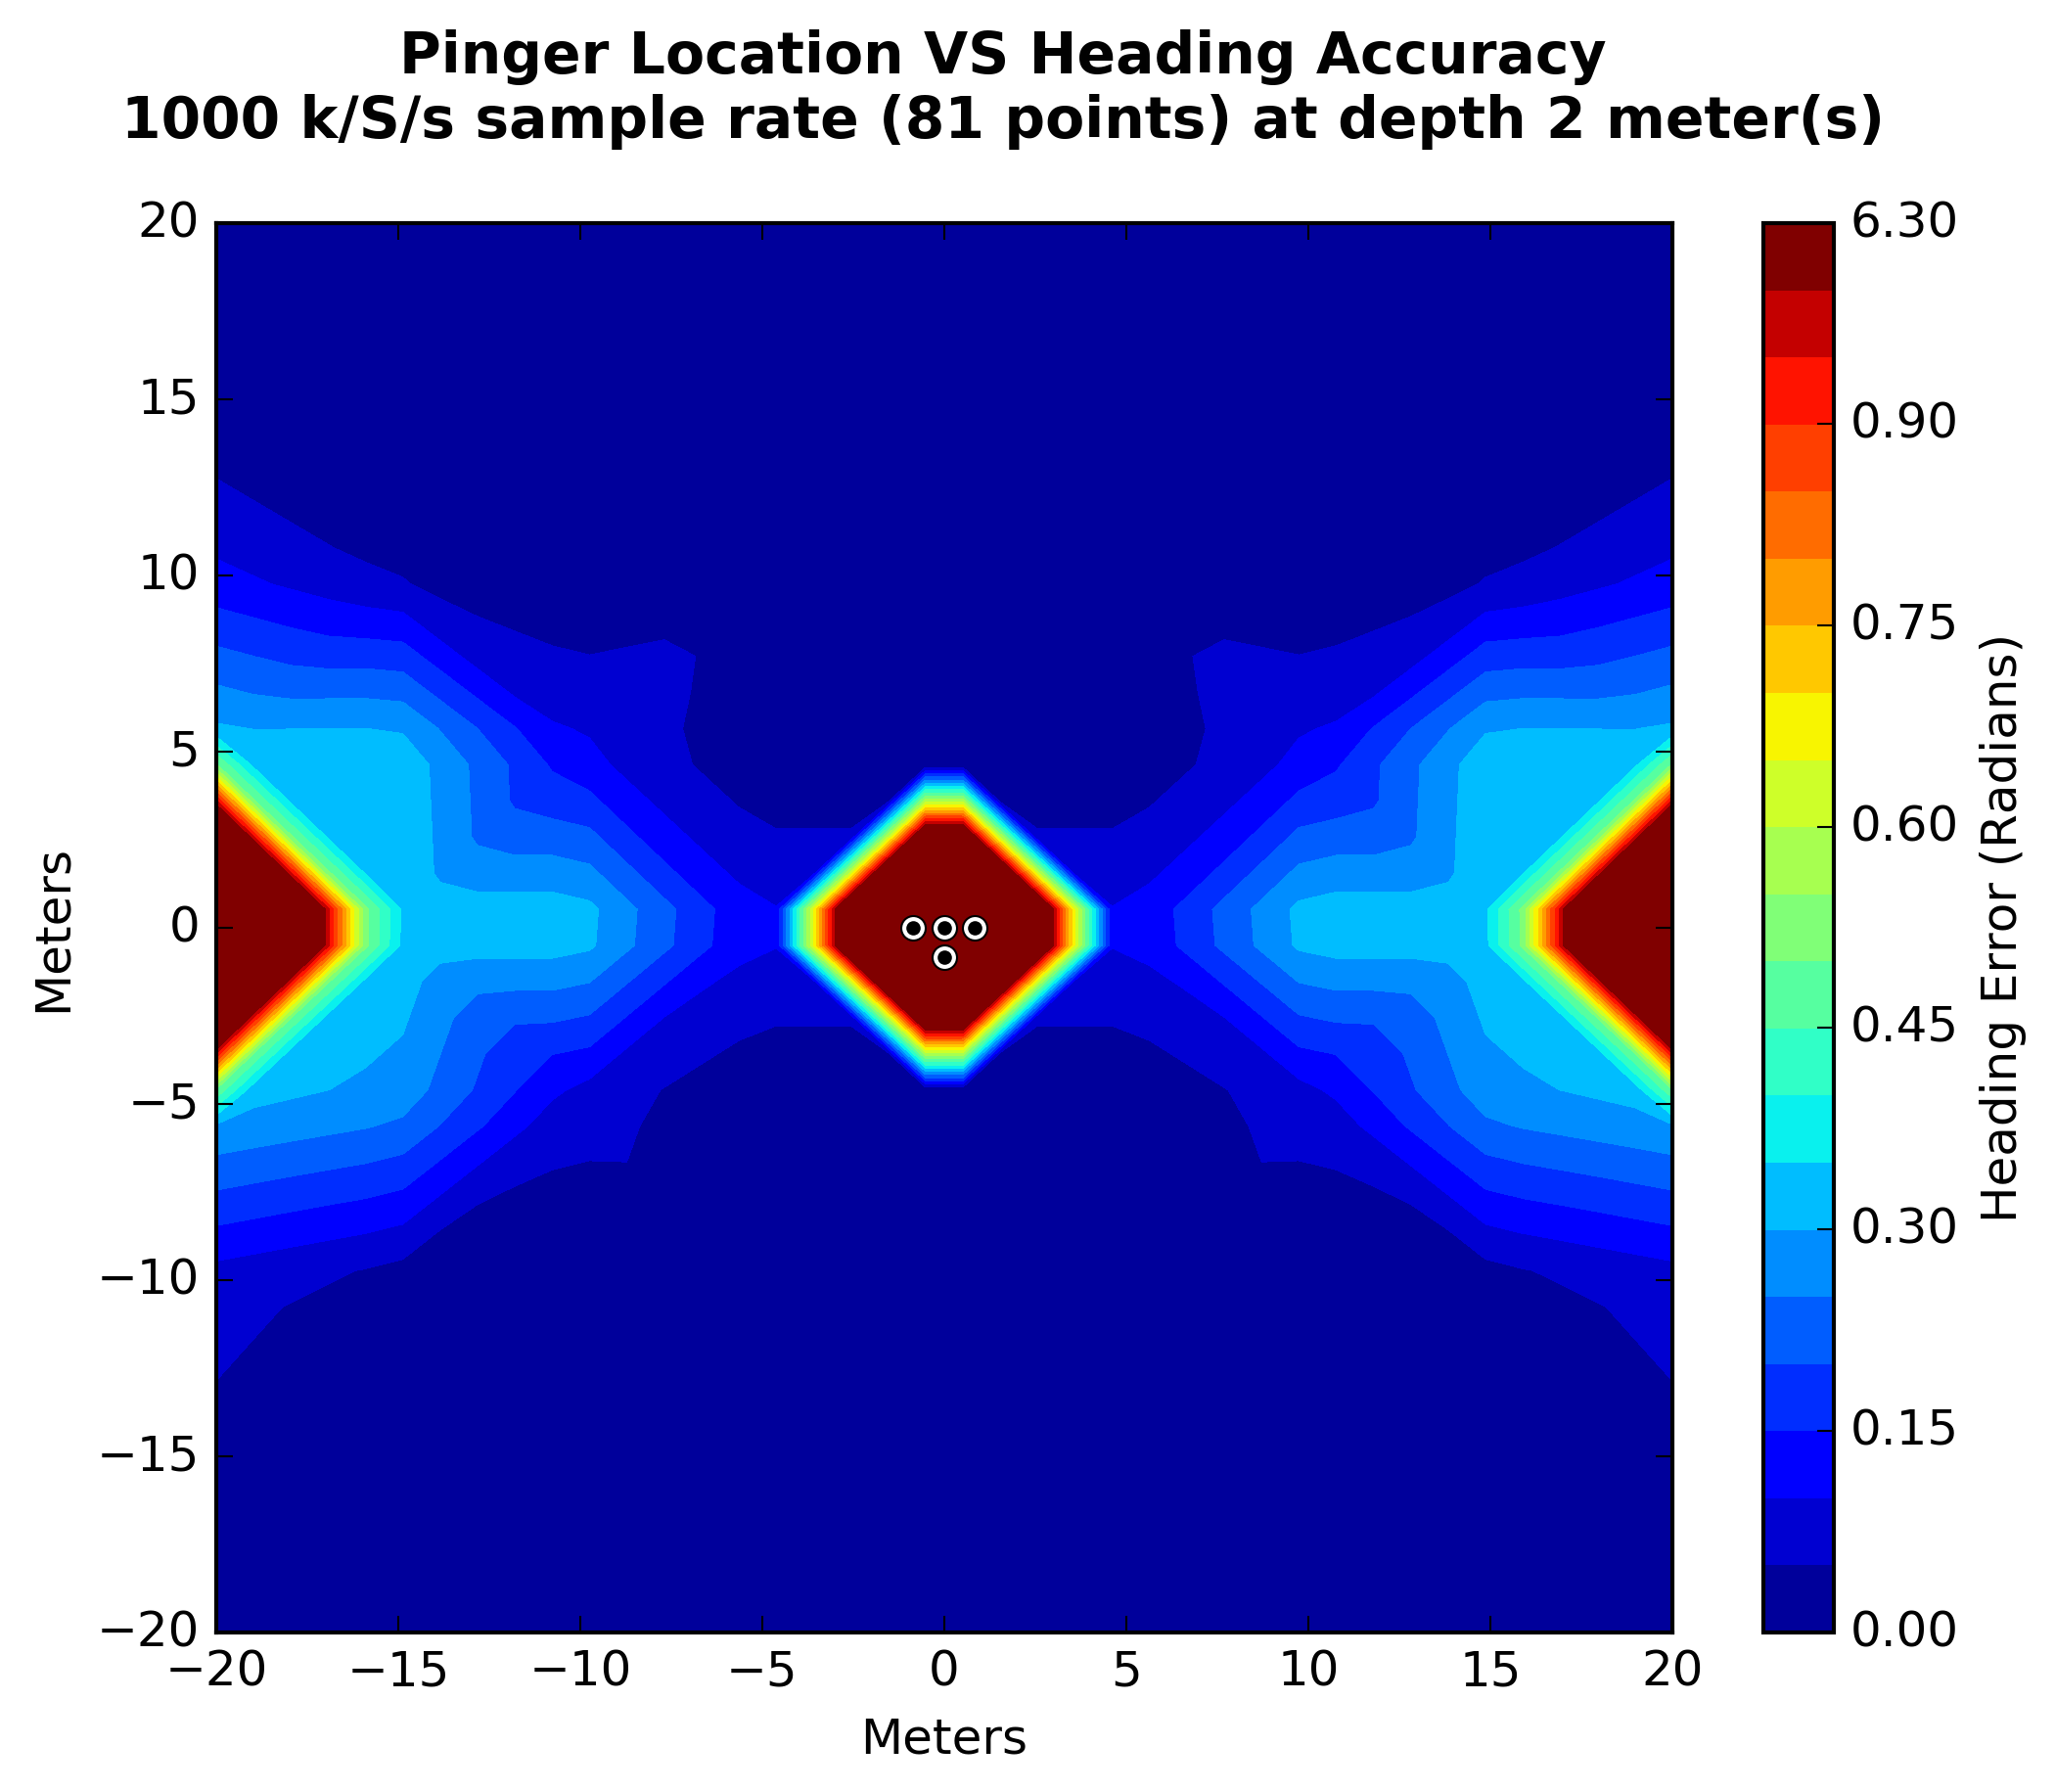 Pinger Location VS Heading Accuracy
1000 k/S/s sample rate (81 points) at depth 2 meter(s)
20
15
10
5
0
−5
−10
−15
−20
Meters
−20 −15 −10 −5 0 5 10 15 20
Meters
6.30
0.90
0.75
0.60
0.45
0.30
0.15
0.00
Heading Error (Radians)